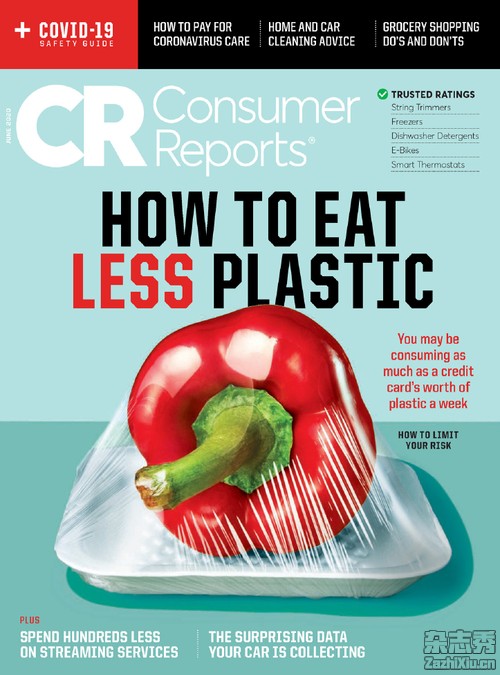 + COVID-19
SAFETY GUIDE
HOW TO PAY FOR
CORONAVIRUS CARE
HOME AND CAR
CLEANING ADVICE
GROCERY SHOPPING
DO'S AND DON'TS
JUNE 2020
CR Consumer
Reports®
TRUSTED RATINGS
String Trimmers
Freezers
Dishwasher Detergents
E-Bikes
Smart Thermostats
HOW TO EAT
LESS PLASTIC
You may be
consuming as
much as a credit
card's worth of
plastic a week
HOW TO LIMIT
YOUR RISK
PLUS
SPEND HUNDREDS LESS
ON STREAMING SERVICES
THE SURPRISING DATA
YOUR CAR IS COLLECTING
杂志秀
ZazhiXiu.cn